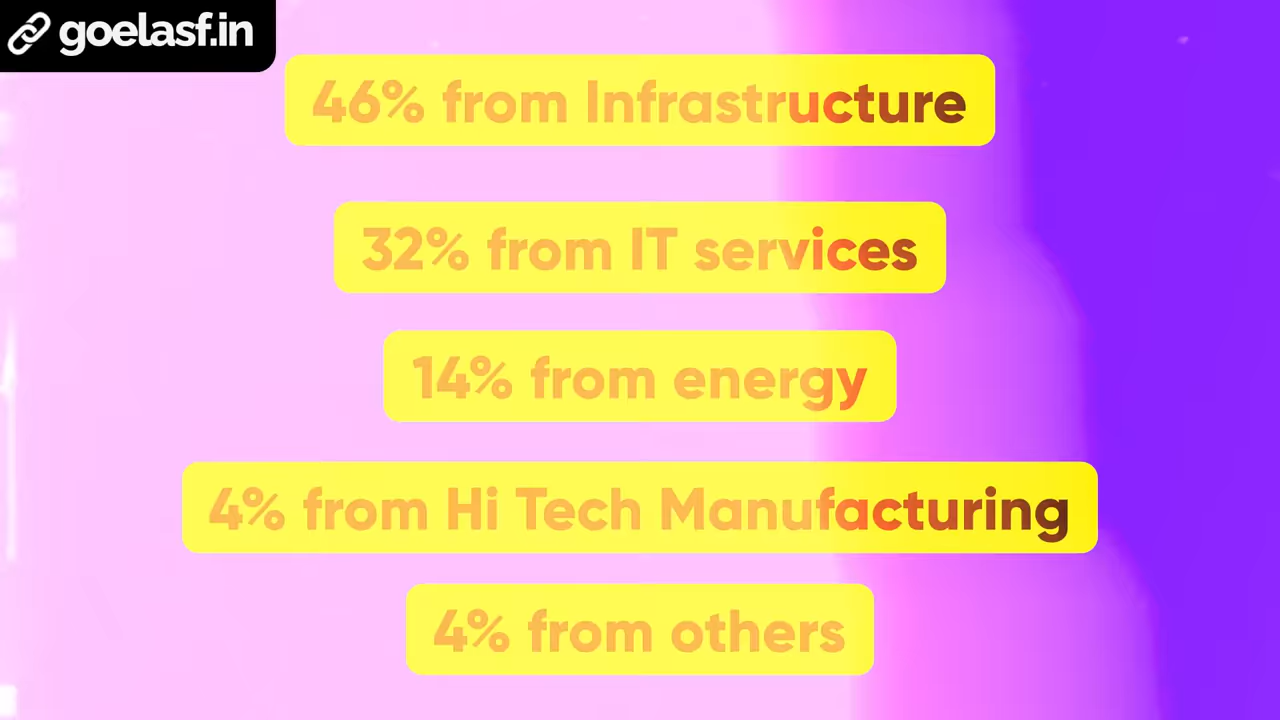 goelasf.in
46% from Infrastructure
32% from IT services
14% from energy
4% from Hi Tech Manufacturing
4% from others